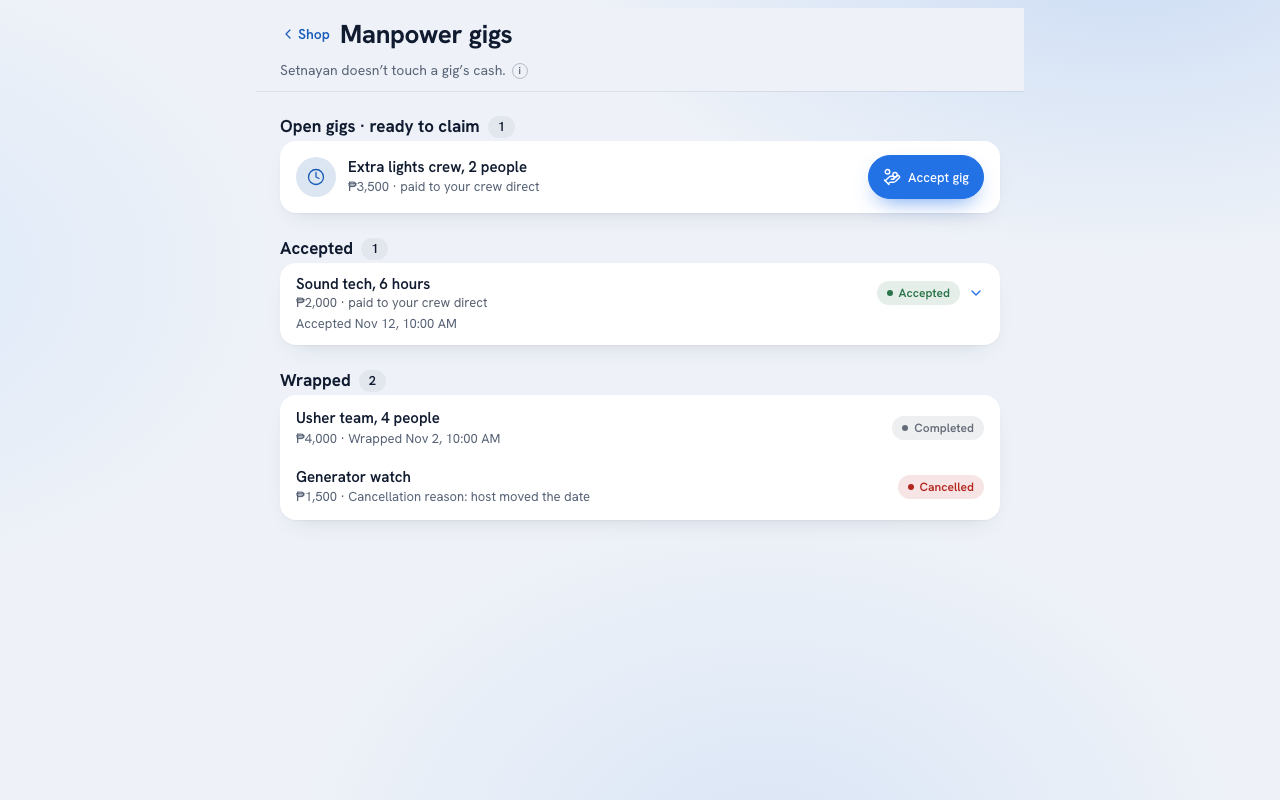 Shop Manpower gigs
Setnayan doesn’t touch a gig’s cash. i
Open gigs · ready to claim 1
Extra lights crew, 2 people
₱3,500 · paid to your crew direct
Accept gig
Accepted 1
Sound tech, 6 hours
₱2,000 · paid to your crew direct
Accepted Nov 12, 10:00 AM
Accepted
Wrapped 2
Usher team, 4 people
₱4,000 · Wrapped Nov 2, 10:00 AM
Completed
Generator watch
₱1,500 · Cancellation reason: host moved the date
Cancelled